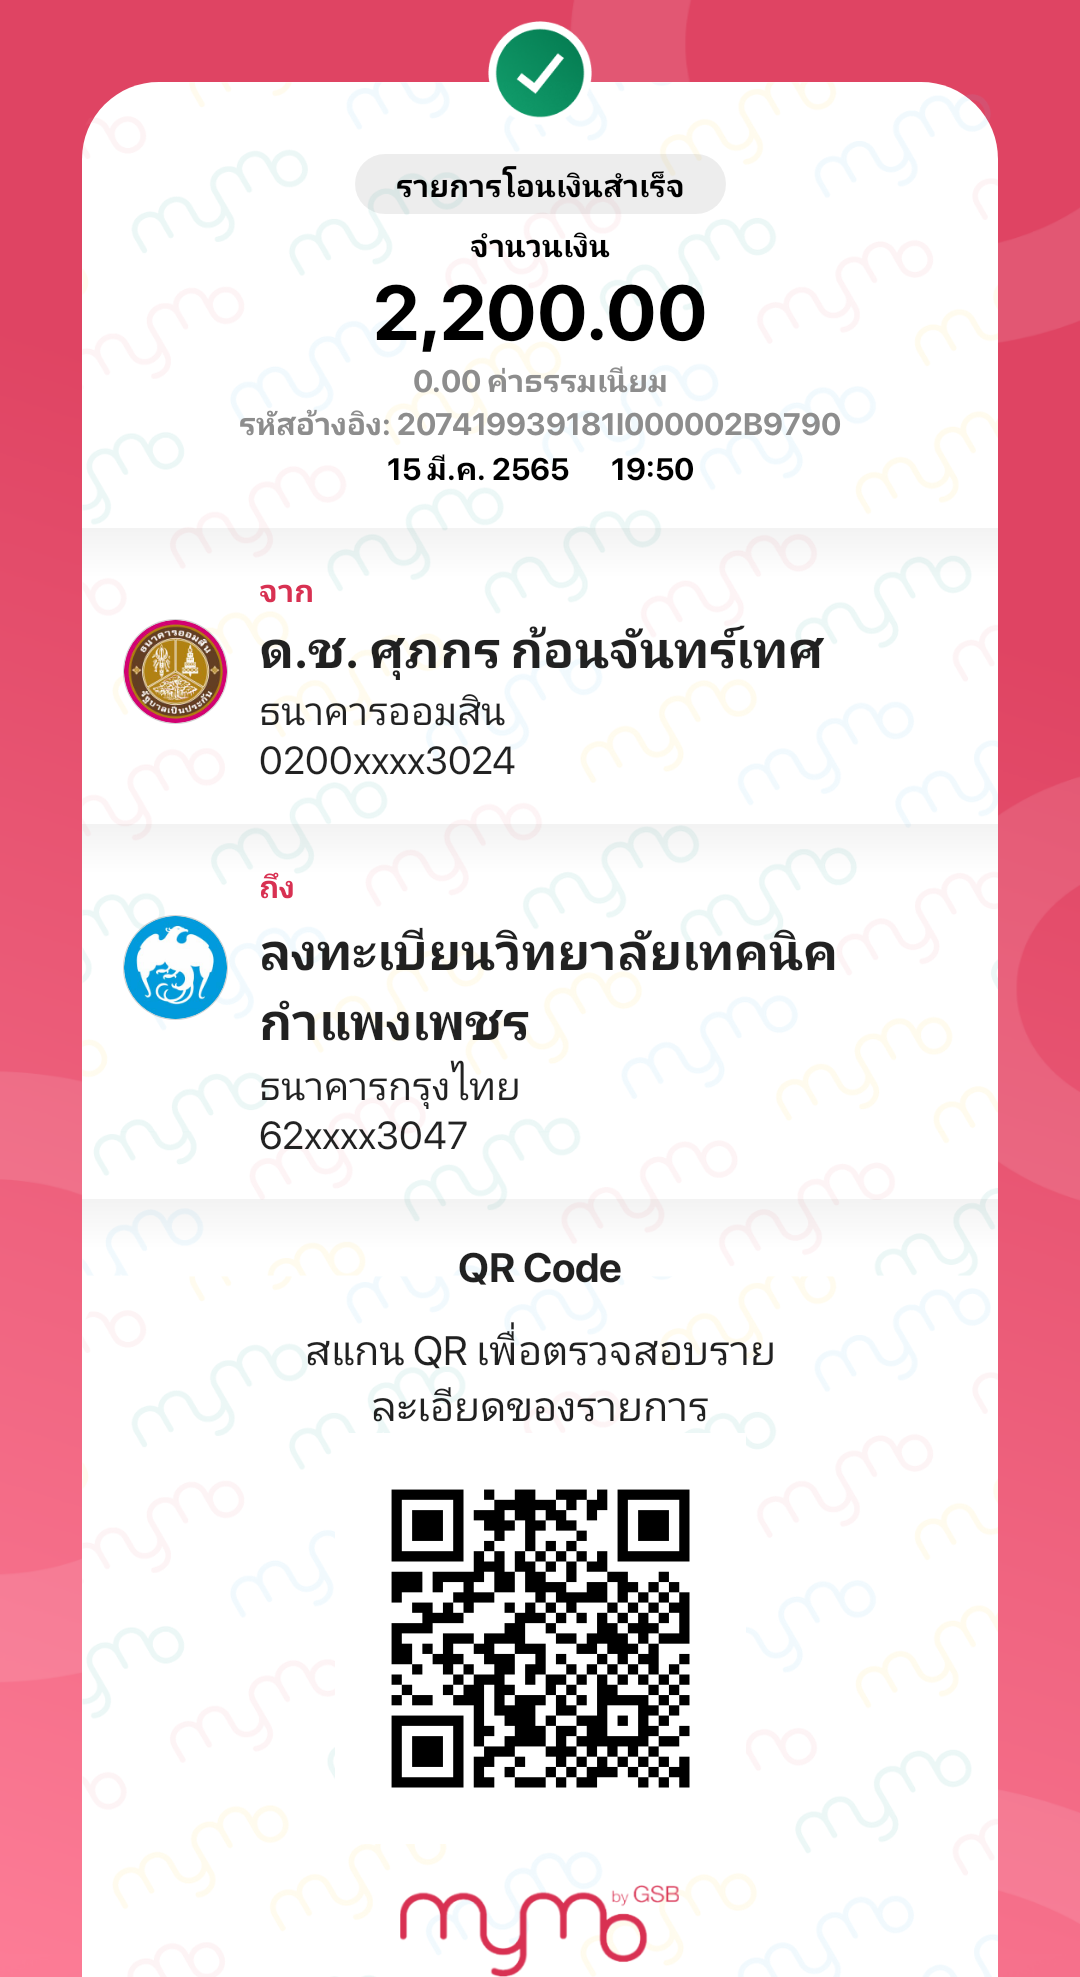 รายการโอนเงินสำเร็จ
จำนวนเงิน
2,200.00
0.00 ค่าธรรมเนียม
รหัสอ้างอิง: 207419939181I000002B9790
15 มี.ค. 2565 19:50
จาก
ด.ช. ศุภกร ก้อนจันทร์เทศ
ธนาคารออมสิน
0200xxxx3024
ถึง
ลงทะเบียนวิทยาลัยเทคนิค
กำแพงเพชร
ธนาคารกรุงไทย
62xxxx3047
QR Code
สแกน QR เพื่อตรวจสอบราย
ละเอียดของรายการ
mymo by GSB